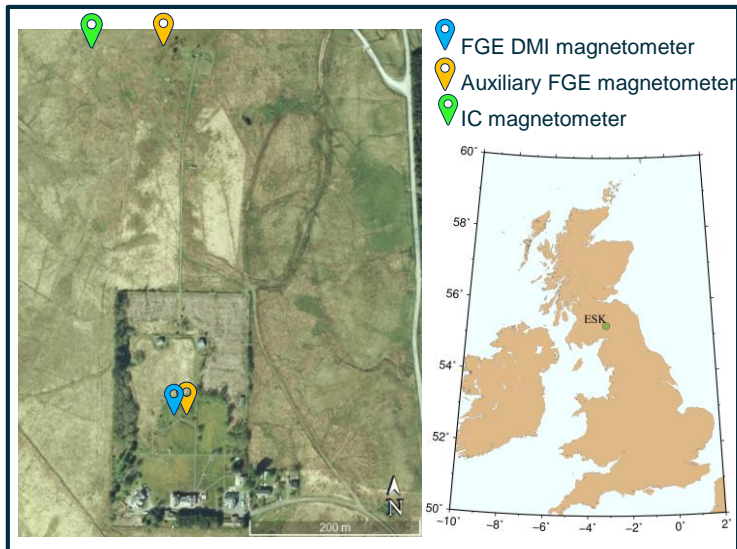 FGE DMI magnetometer
Auxiliary FGE magnetometer
IC magnetometer
N
200 m
60˚
58˚
56˚
54˚
52˚
50˚
ESK
−10˚ −8˚ −6˚ −4˚ −2˚ 0˚ 2˚